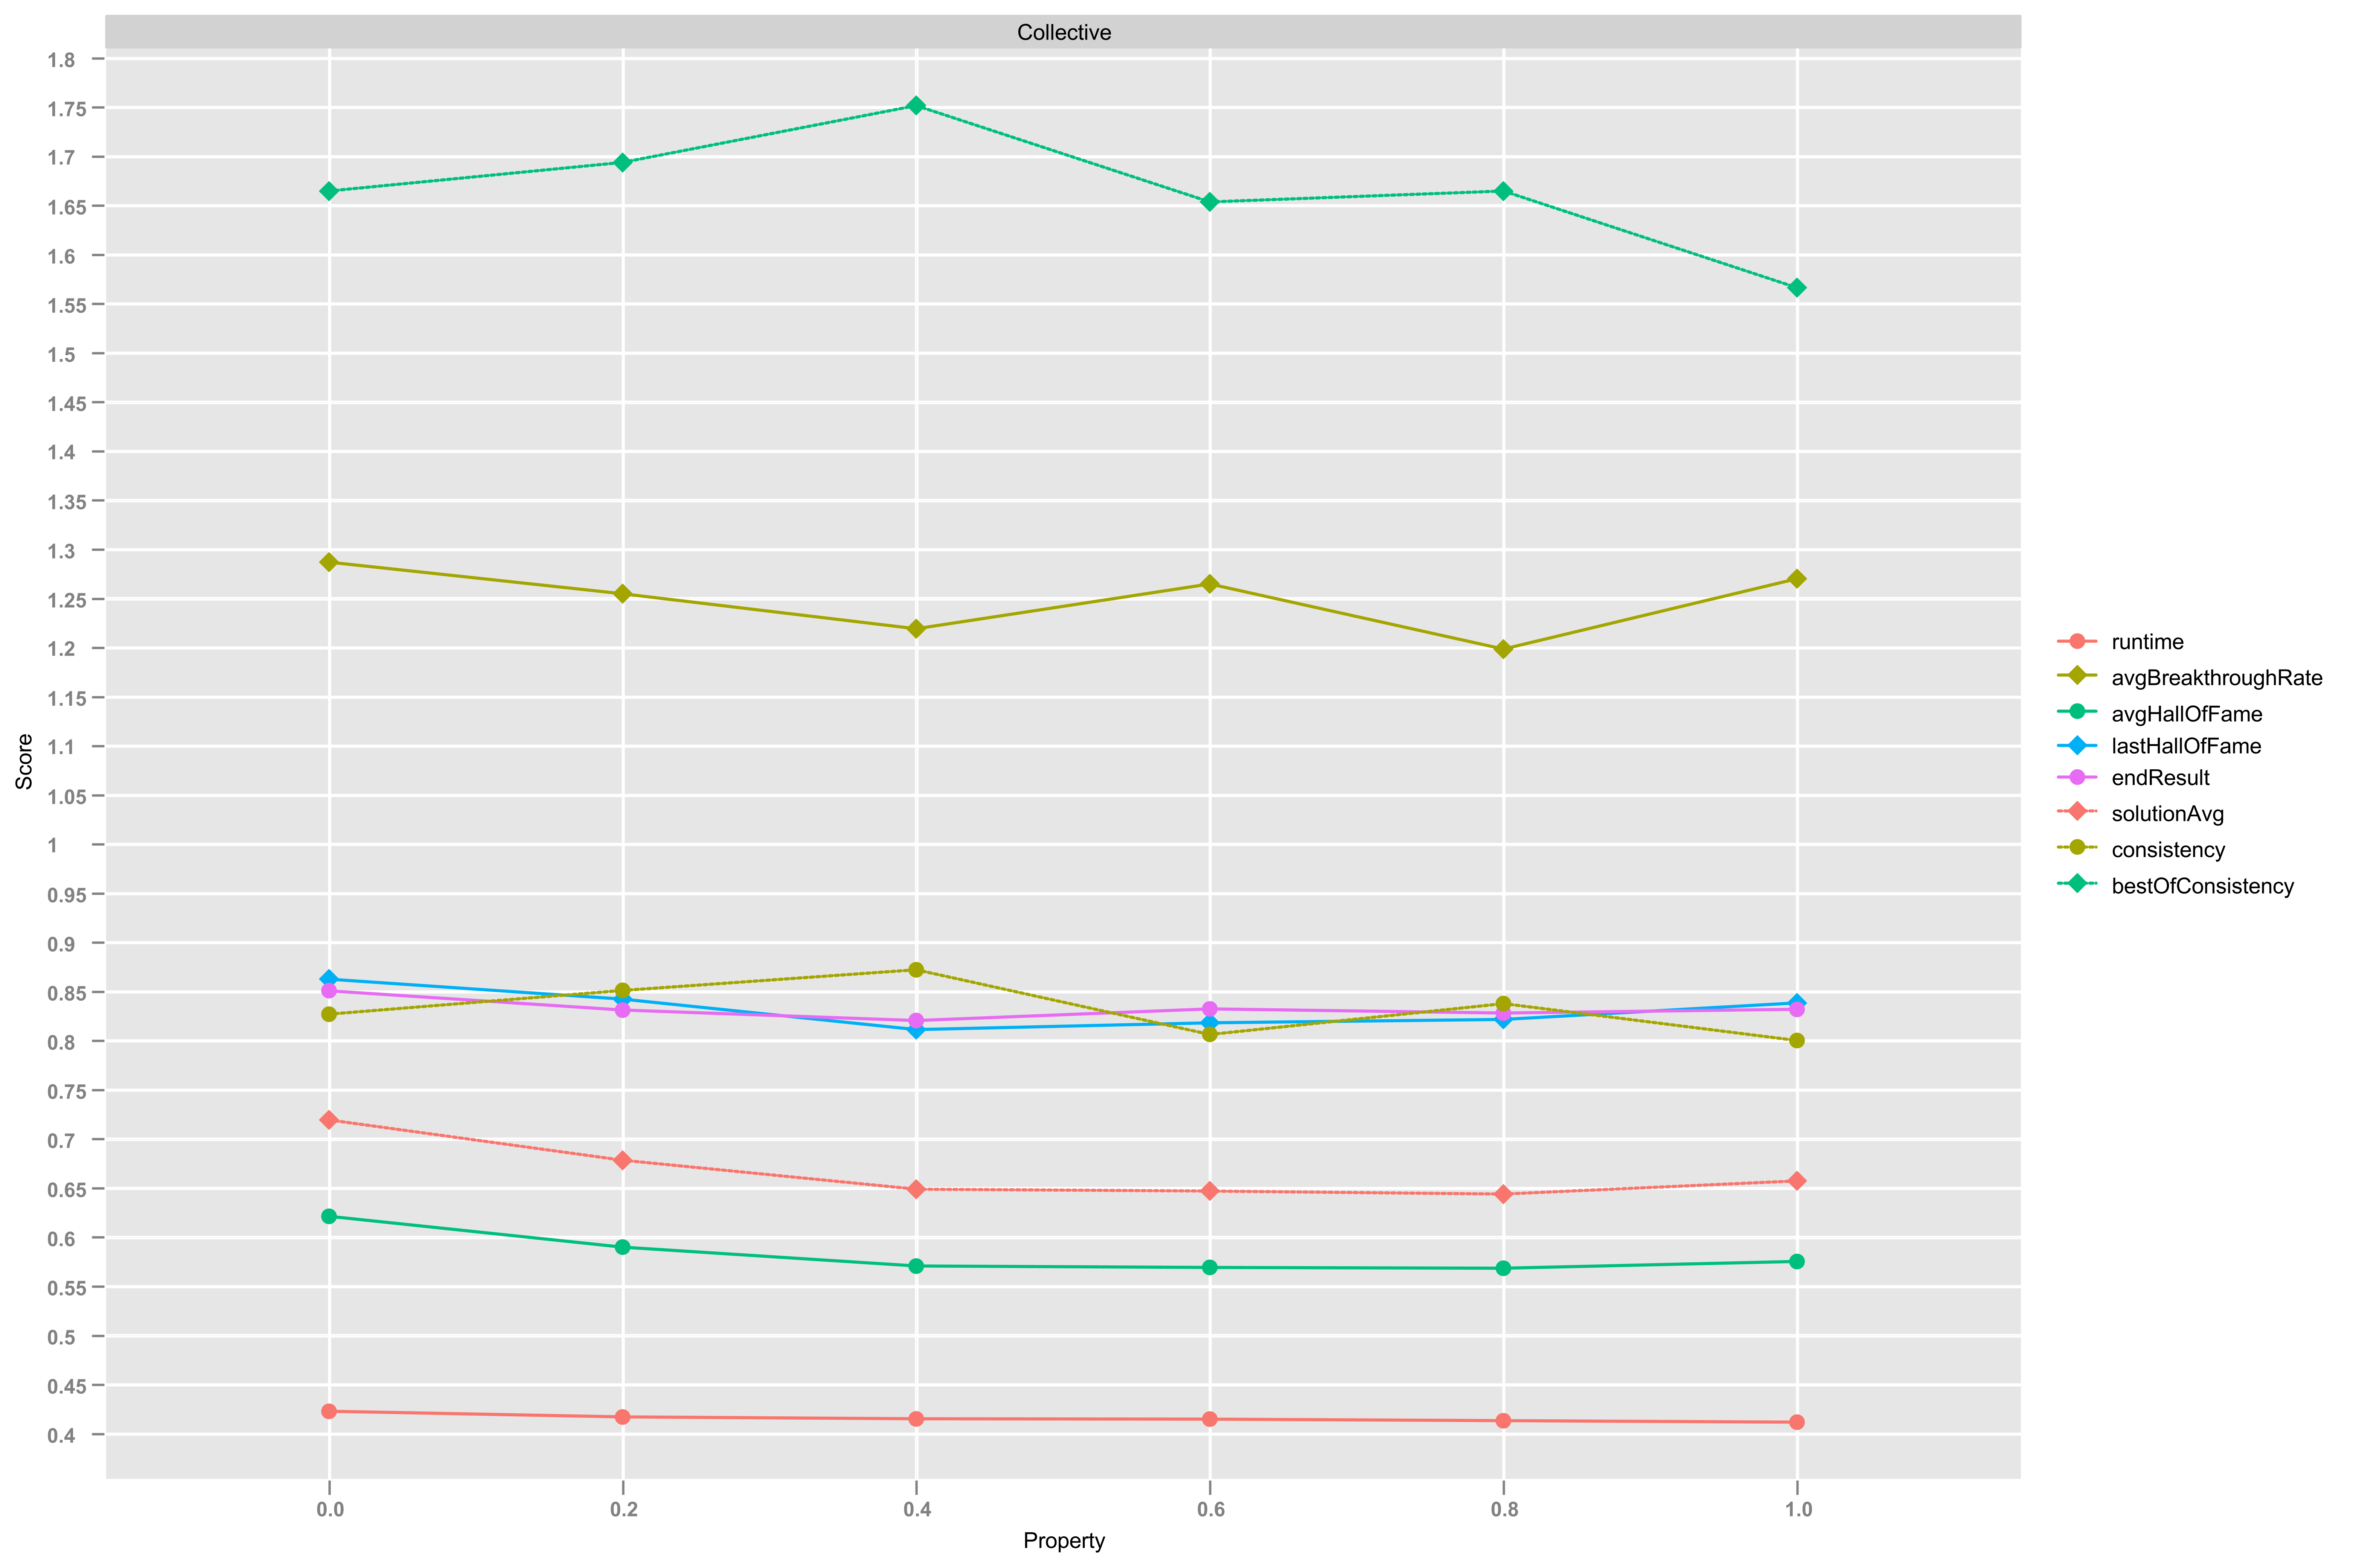 Collective
1.8
1.75
1.7
1.65
1.6
1.55
1.5
1.45
1.4
1.35
1.3
1.25
1.2
1.15
1.1
1.05
1
0.95
0.9
0.85
0.8
0.75
0.7
0.65
0.6
0.55
0.5
0.45
0.4
Score
0.0 0.2 0.4 0.6 0.8 1.0
Property
runtime
avgBreakthroughRate
avgHallOfFame
lastHallOfFame
endResult
solutionAvg
consistency
bestOfConsistency